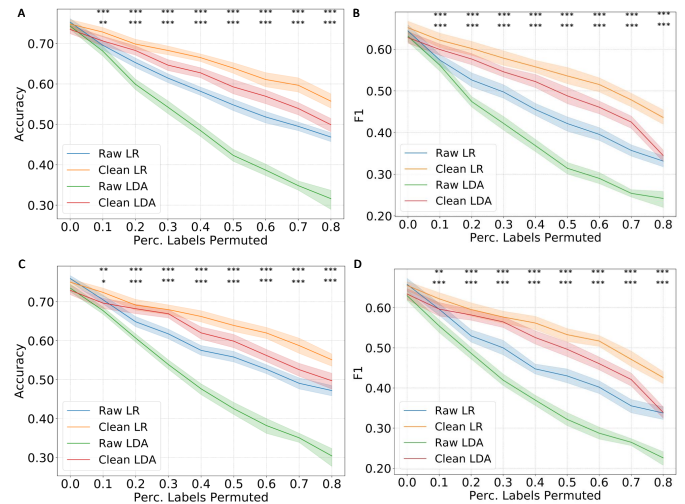 A
*** *** *** *** *** *** *** ***
** *** *** *** *** *** *** ***
0.70
0.60
0.50
0.40
0.30
Accuracy
Raw LR
Clean LR
Raw LDA
Clean LDA
0.0 0.1 0.2 0.3 0.4 0.5 0.6 0.7 0.8
Perc. Labels Permuted
B
*** *** *** *** *** *** *** ***
*** *** *** *** *** *** *** ***
0.60
0.50
0.40
0.30
0.20
F1
Raw LR
Clean LR
Raw LDA
Clean LDA
0.0 0.1 0.2 0.3 0.4 0.5 0.6 0.7 0.8
Perc. Labels Permuted
C
** *** *** *** *** *** *** ***
* *** *** *** *** *** *** ***
0.70
0.60
0.50
0.40
0.30
Accuracy
Raw LR
Clean LR
Raw LDA
Clean LDA
0.0 0.1 0.2 0.3 0.4 0.5 0.6 0.7 0.8
Perc. Labels Permuted
D
** *** *** *** *** *** *** ***
*** *** *** *** *** *** *** ***
0.60
0.50
0.40
0.30
0.20
F1
Raw LR
Clean LR
Raw LDA
Clean LDA
0.0 0.1 0.2 0.3 0.4 0.5 0.6 0.7 0.8
Perc. Labels Permuted